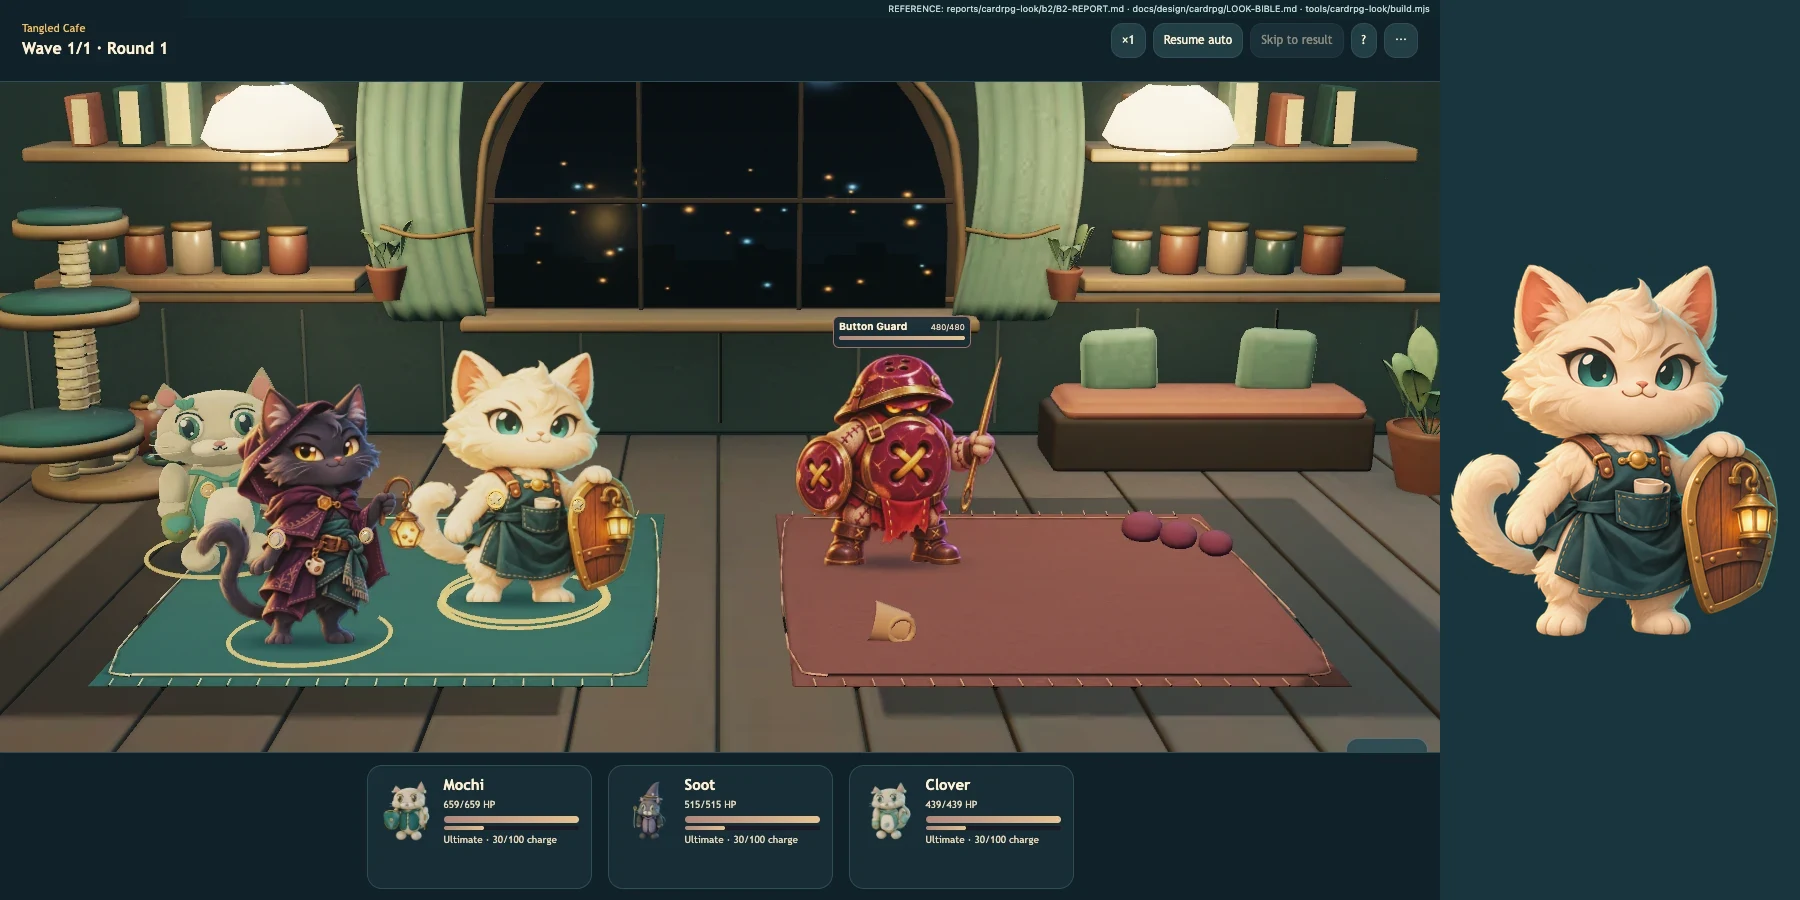 REFERENCE: reports/cardrpg-look/b2/B2-REPORT.md · docs/design/cardrpg/LOOK-BIBLE.md · tools/cardrpg-look/build.mjs
Tangled Cafe
Wave 1/1 · Round 1
×1
Resume auto
Skip to result
?
···
Button Guard
480/480
Mochi
659/659 HP
Ultimate · 30/100 charge
Soot
515/515 HP
Ultimate · 30/100 charge
Clover
439/439 HP
Ultimate · 30/100 charge